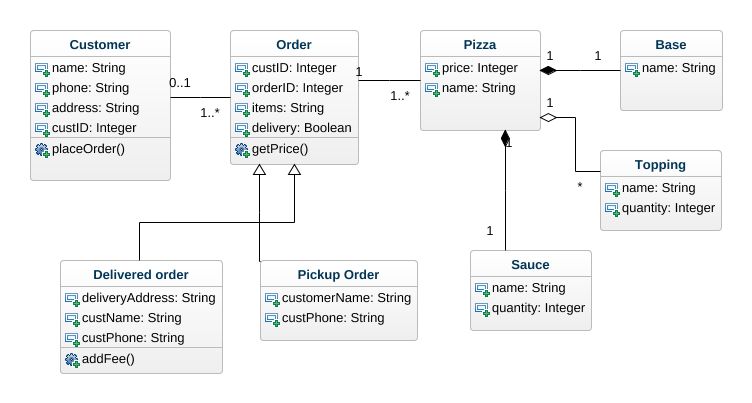 Customer
name: String
phone: String
address: String
custID: Integer
placeOrder()
0..1
1..*
Order
custID: Integer
orderID: Integer
items: String
delivery: Boolean
getPrice()
1
1..*
Pizza
price: Integer
name: String
1
1
Base
name: String
1
*
Topping
name: String
quantity: Integer
1
1
Sauce
name: String
quantity: Integer
Delivered order
deliveryAddress: String
custName: String
custPhone: String
addFee()
Pickup Order
customerName: String
custPhone: String